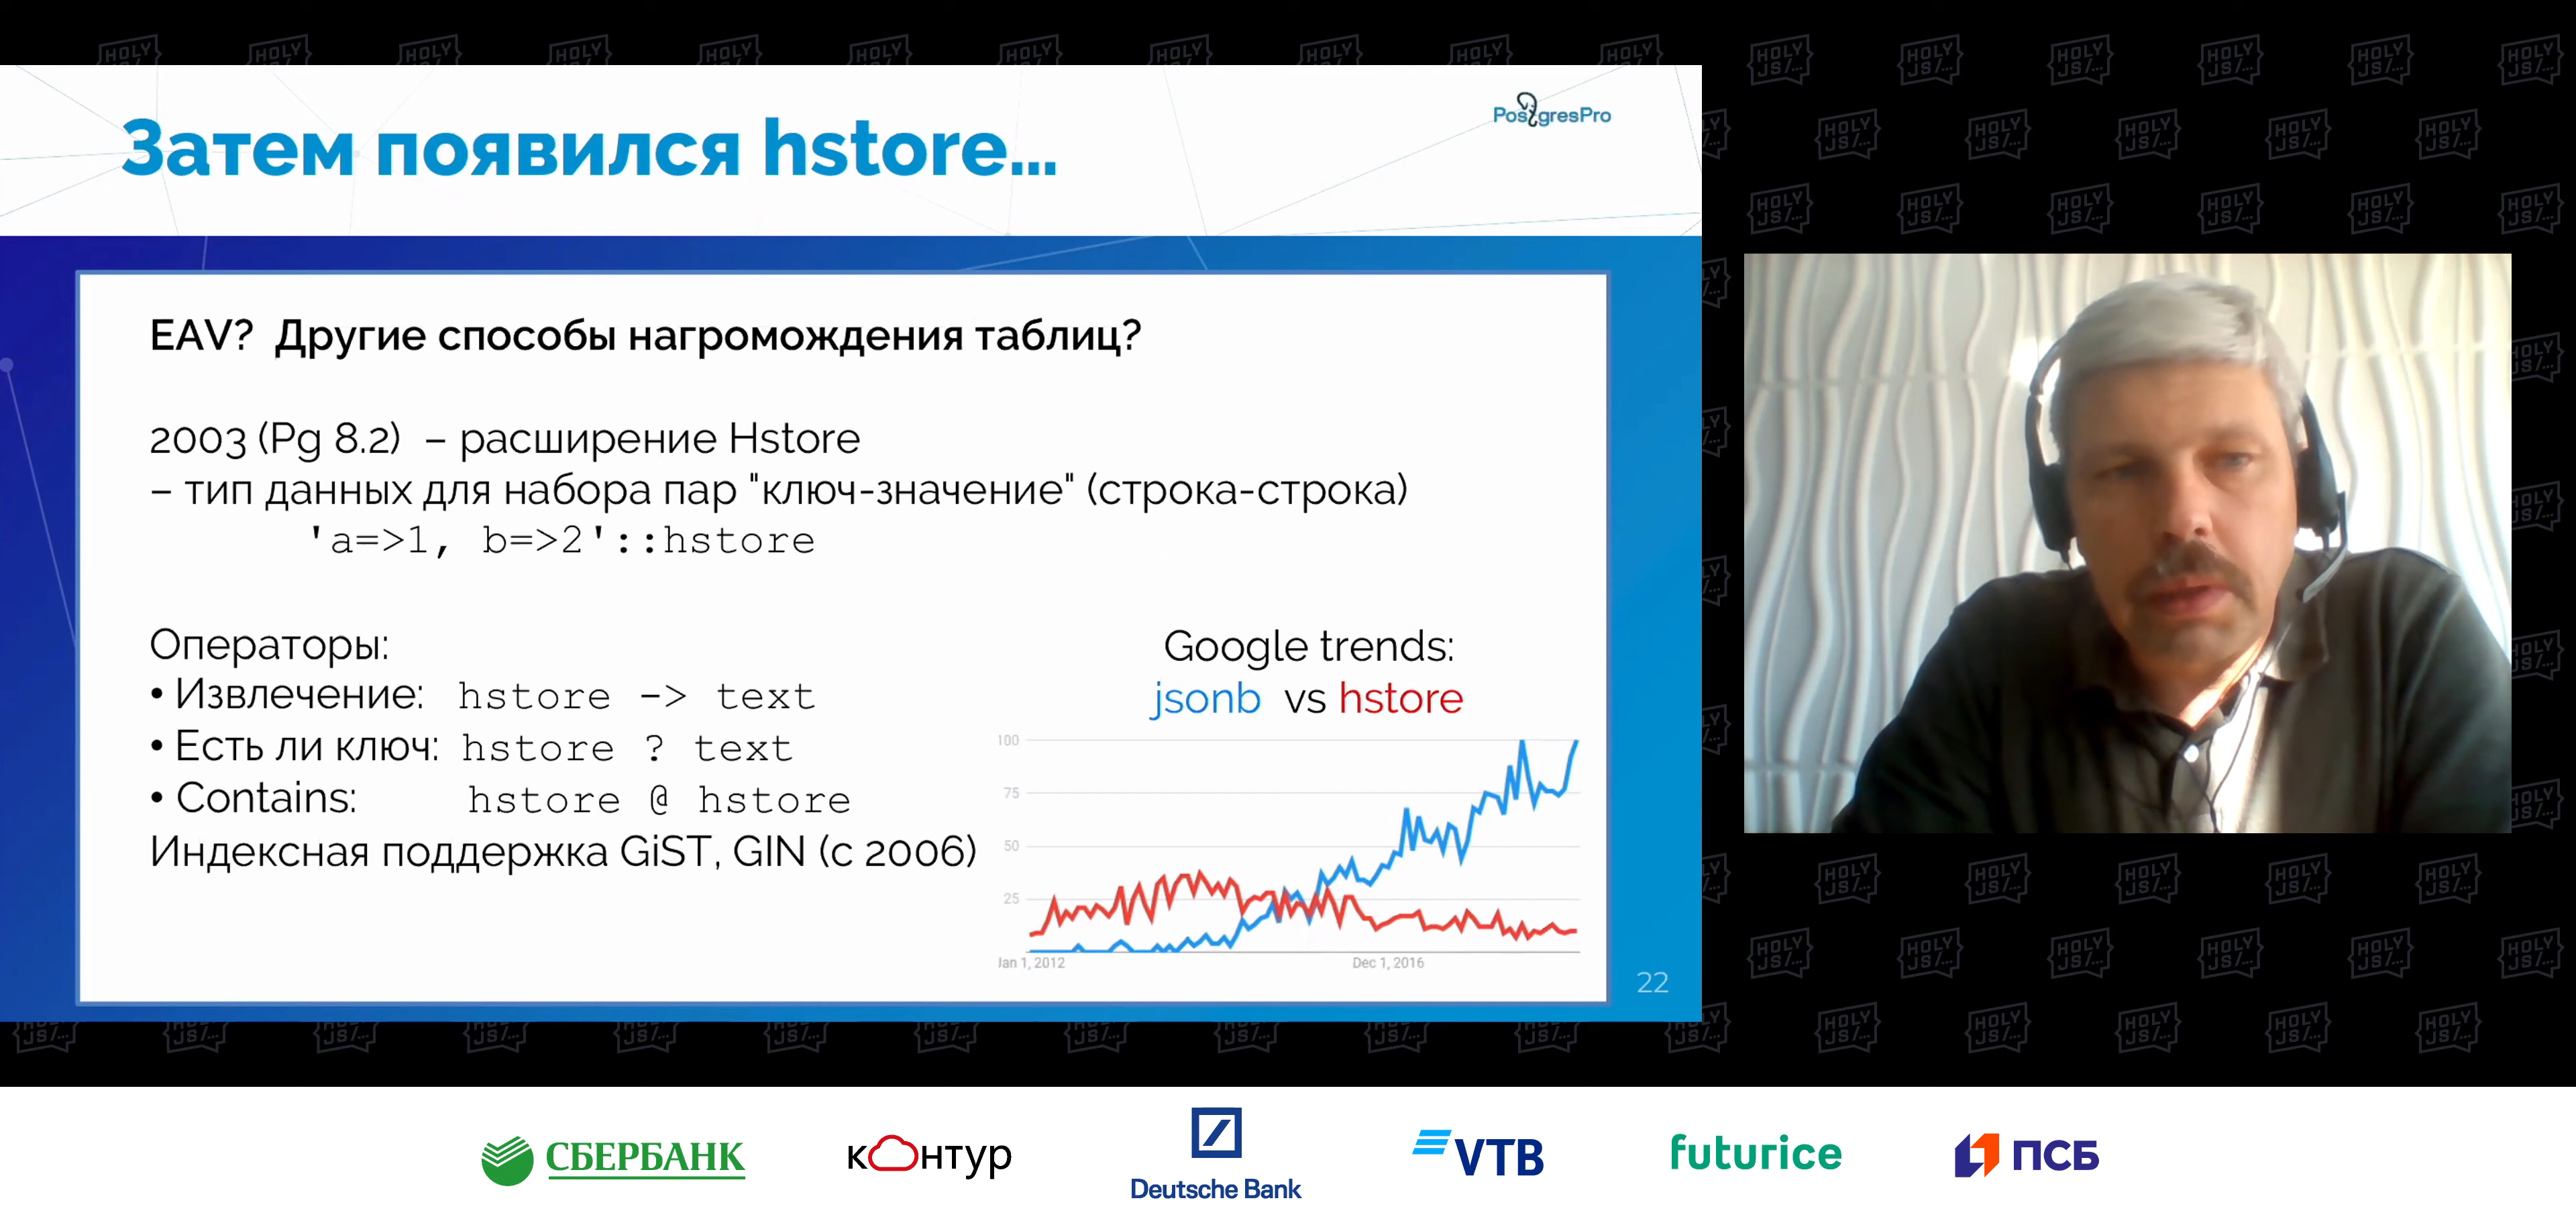 Затем появился hstore...
PostgresPro
EAV?  Другие способы нагромождения таблиц?
2003 (Pg 8.2)  – расширение Hstore
– тип данных для набора пар "ключ-значение" (строка-строка)
'a=>1, b=>2'::hstore
Операторы:
• Извлечение: hstore -> text
• Есть ли ключ: hstore ? text
• Contains: hstore @ hstore
Индексная поддержка GiST, GIN (с 2006)
Google trends:
jsonb vs hstore
100
75
50
25
Jan 1, 2012
Dec 1, 2016
22
HOLY
JS/...
СБЕРБАНК
контур
Deutsche Bank
VTB
futurice
ПСБ